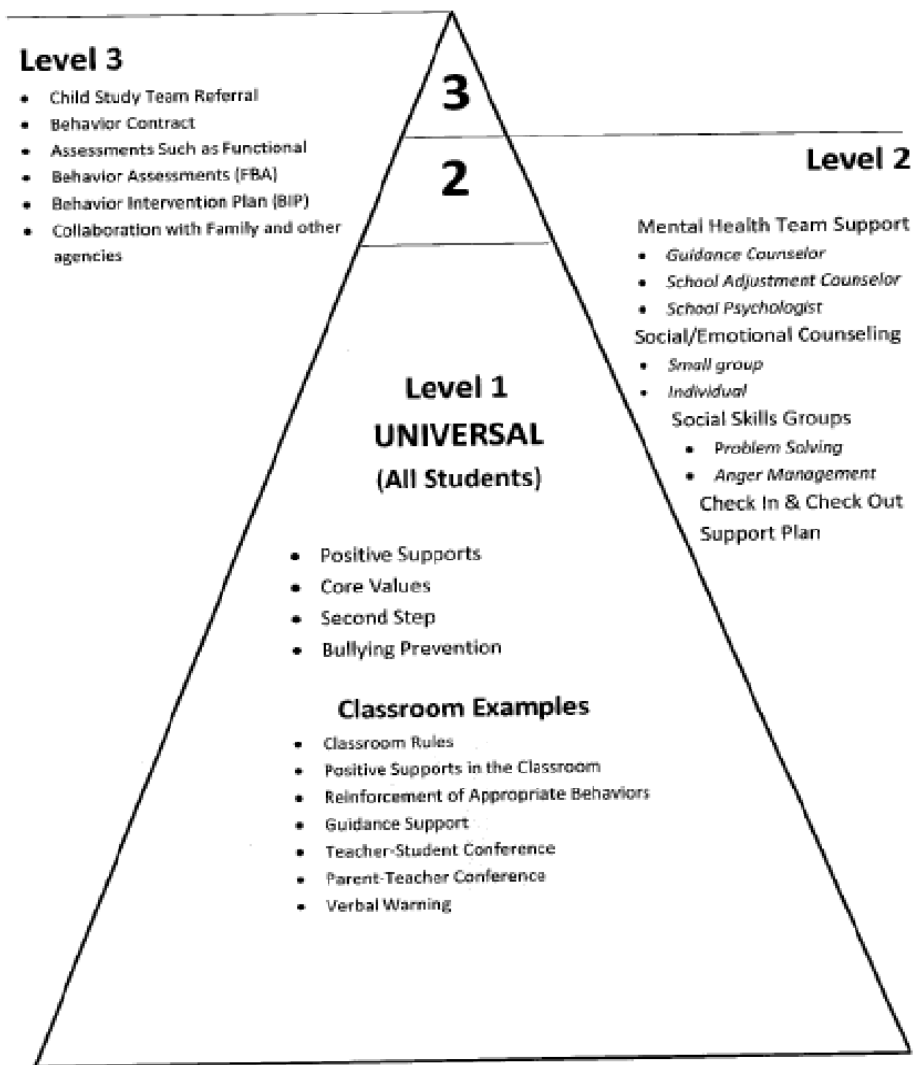 Level 3
• Child Study Team Referral
• Behavior Contract
• Assessments Such as Functional
• Behavior Assessments (FBA)
• Behavior Intervention Plan (BIP)
• Collaboration with Family and other
agencies
3
2
Level 2
Mental Health Team Support
• Guidance Counselor
• School Adjustment Counselor
• School Psychologist
Social/Emotional Counseling
• Small group
• Individual
Social Skills Groups
• Problem Solving
• Anger Management
Check In & Check Out
Support Plan
Level 1
UNIVERSAL
(All Students)
• Positive Supports
• Core Values
• Second Step
• Bullying Prevention
Classroom Examples
• Classroom Rules
• Positive Supports in the Classroom
• Reinforcement of Appropriate Behaviors
• Guidance Support
• Teacher-Student Conference
• Parent-Teacher Conference
• Verbal Warning